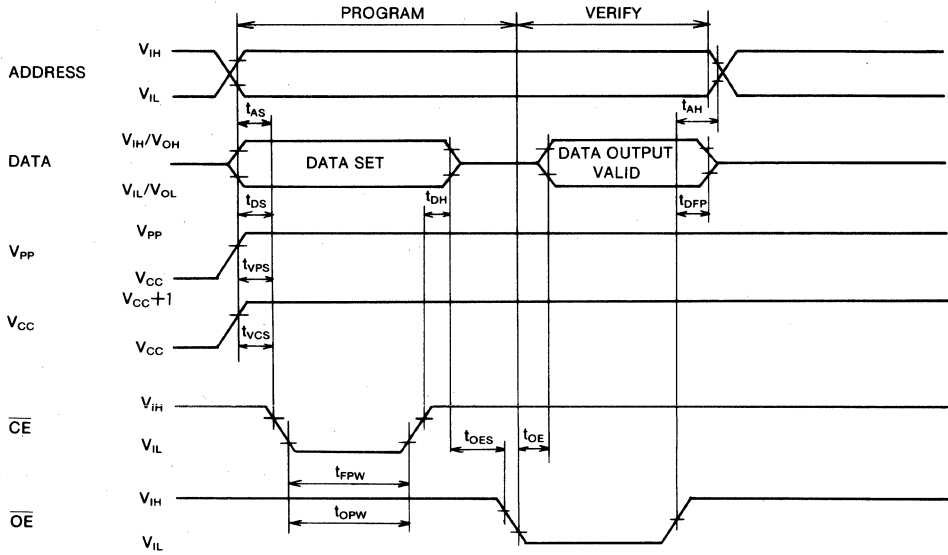 PROGRAM VERIFY
ADDRESS
VIH
VIL
tAS
tAH
DATA
VIH/VOH
VIL/VOL
DATA SET
DATA OUTPUT
VALID
tDS
tDH
tDFP
VPP
VPP
VCC
tVPS
VCC
VCC+1
VCC
tVCS
CE
ViH
VIL
tOES
tOE
tFPW
tOPW
OE
VIH
VIL